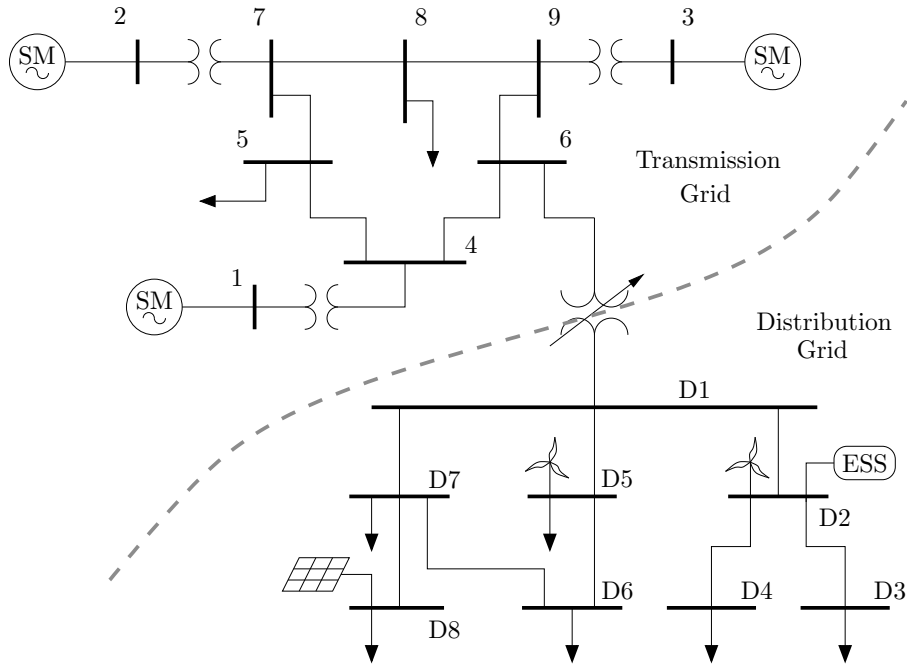 2
7
8
9
3
SM
SM
5
6
Transmission
Grid
4
1
SM
Distribution
Grid
D1
D7
D5
ESS
D2
D6
D4
D3
D8